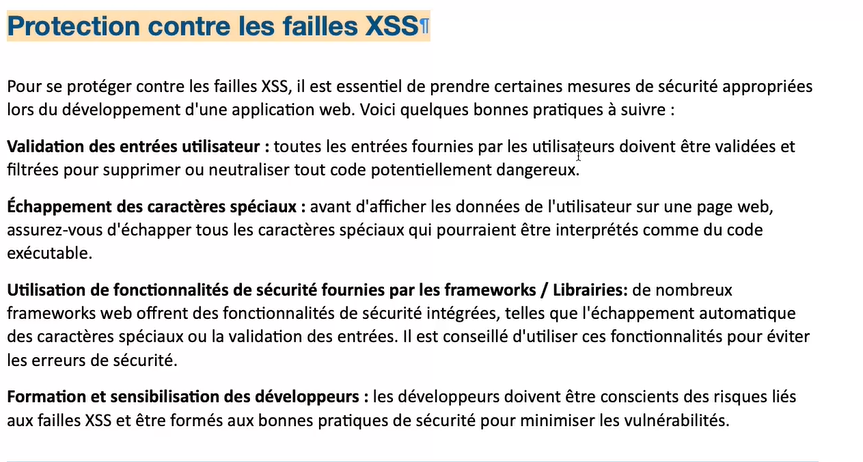 Protection contre les failles XSS¶
Pour se protéger contre les failles XSS, il est essentiel de prendre certaines mesures de sécurité appropriées
lors du développement d'une application web. Voici quelques bonnes pratiques à suivre :
Validation des entrées utilisateur : toutes les entrées fournies par les utilisateurs doivent être validées et
filtrées pour supprimer ou neutraliser tout code potentiellement dangereux.
Échappement des caractères spéciaux : avant d'afficher les données de l'utilisateur sur une page web,
assurez-vous d'échapper tous les caractères spéciaux qui pourraient être interprétés comme du code
exécutable.
Utilisation de fonctionnalités de sécurité fournies par les frameworks / Librairies: de nombreux
frameworks web offrent des fonctionnalités de sécurité intégrées, telles que l'échappement automatique
des caractères spéciaux ou la validation des entrées. Il est conseillé d'utiliser ces fonctionnalités pour éviter
les erreurs de sécurité.
Formation et sensibilisation des développeurs : les développeurs doivent être conscients des risques liés
aux failles XSS et être formés aux bonnes pratiques de sécurité pour minimiser les vulnérabilités.